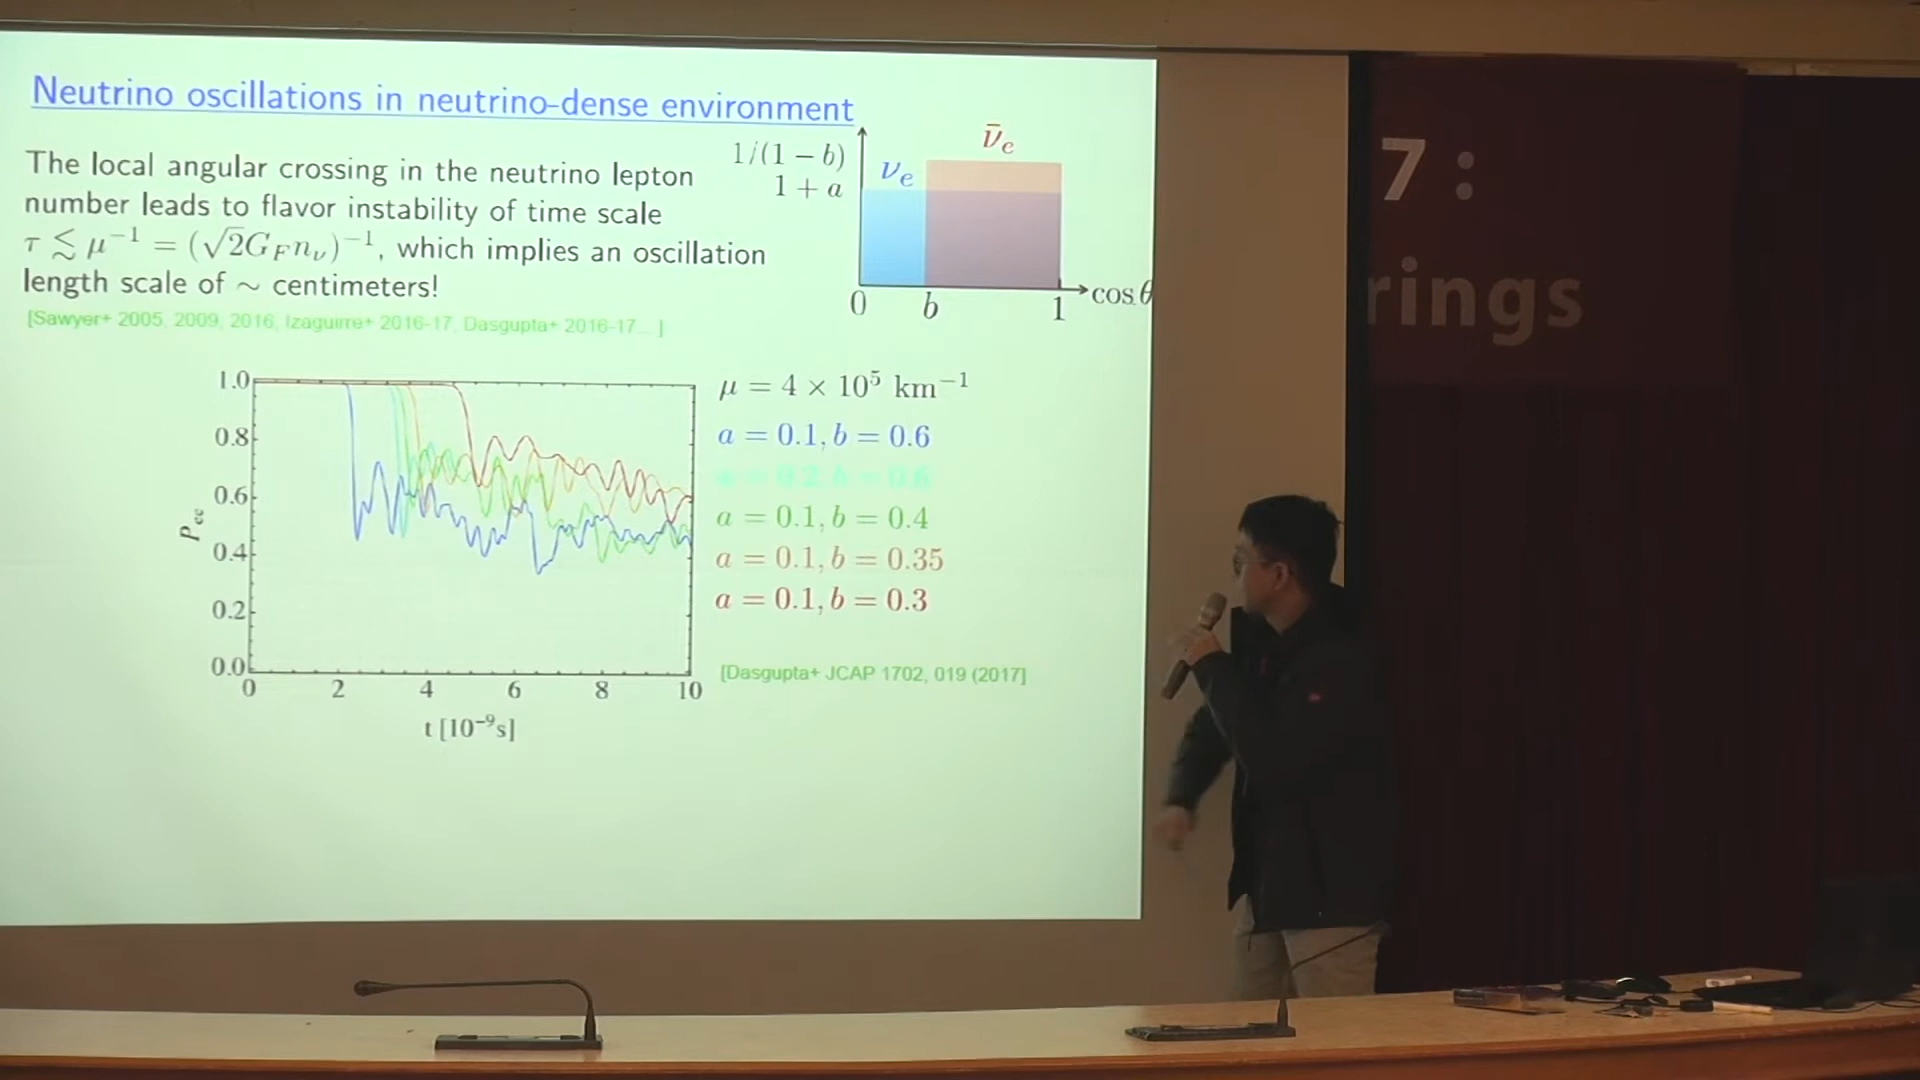 Neutrino oscillations in neutrino-dense environment
The local angular crossing in the neutrino lepton
number leads to flavor instability of time scale
τ ≲ μ⁻¹ = (√2G_F n_ν)⁻¹, which implies an oscillation
length scale of ∼ centimeters!
[Sawyer+ 2005, 2009, 2016, Izaguirre+ 2016-17, Dasgupta+ 2016-17... ]
1/(1 − b)
1 + a
ν_e
ν̄_e
0 b 1 cos θ
1.0
0.8
0.6
0.4
0.2
0.0
P_ee
0 2 4 6 8 10
t [10⁻⁹s]
μ = 4 × 10⁵ km⁻¹
a = 0.1, b = 0.6
a = 0.2, b = 0.6
a = 0.1, b = 0.4
a = 0.1, b = 0.35
a = 0.1, b = 0.3
[Dasgupta+ JCAP 1702, 019 (2017]
7 :
rings